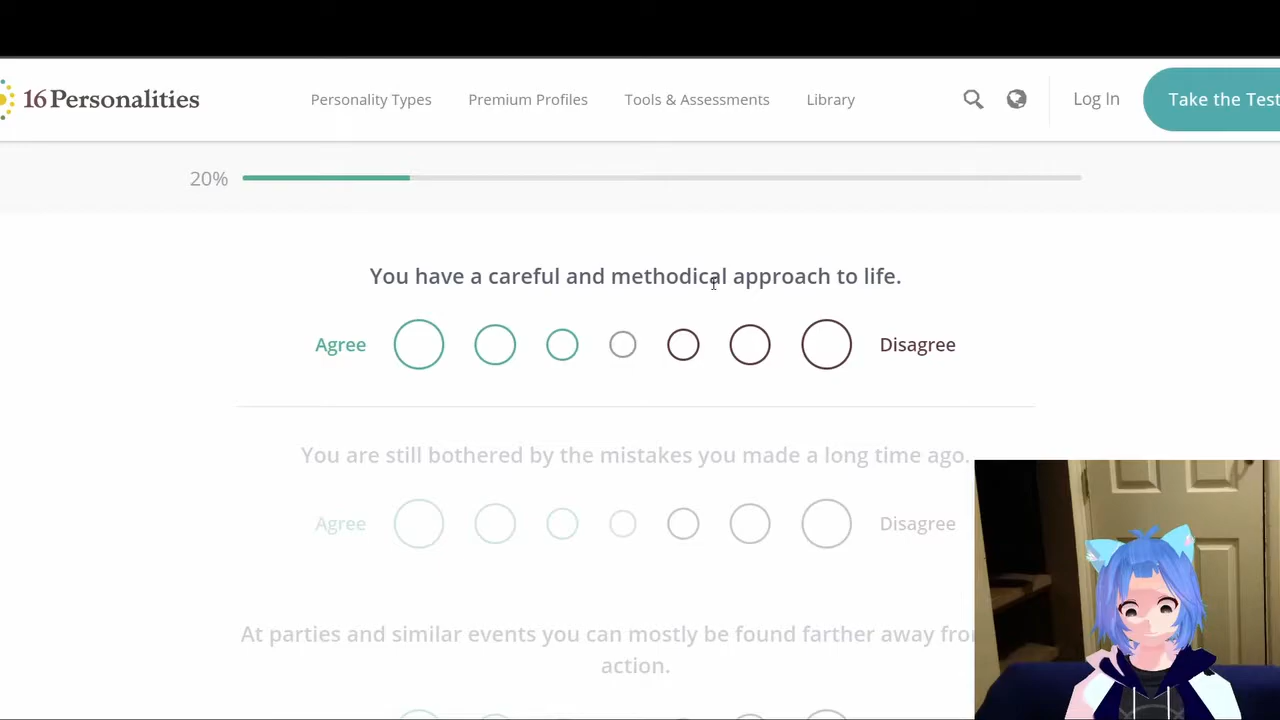 16Personalities
Personality Types
Premium Profiles
Tools & Assessments
Library
Log In
Take the Test
20%
You have a careful and methodical approach to life.
Agree
Disagree
You are still bothered by the mistakes you made a long time ago.
Agree
Disagree
At parties and similar events you can mostly be found farther away
action.